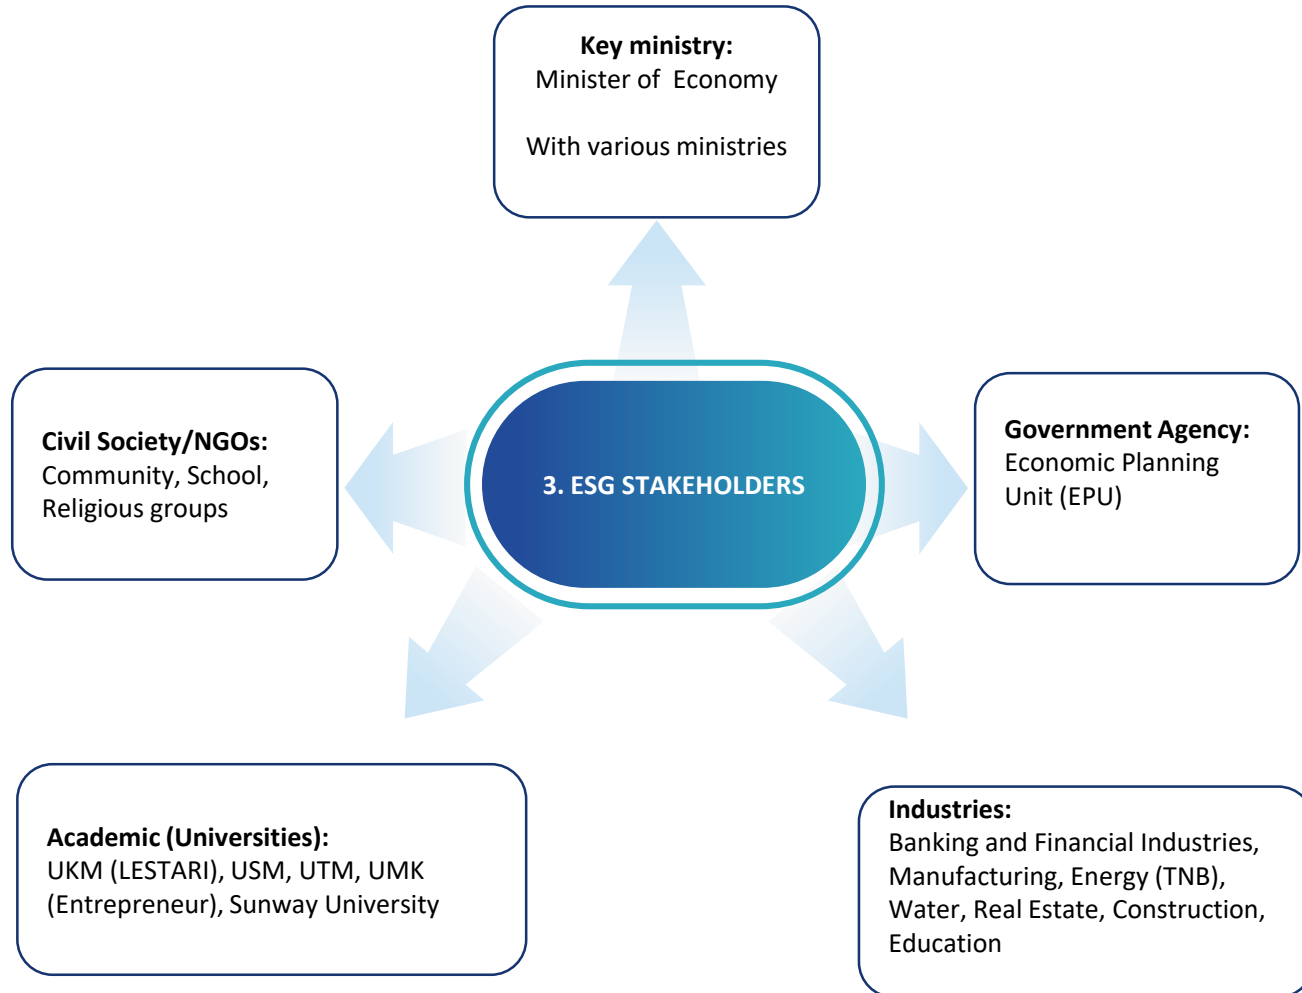 Key ministry:
Minister of Economy
With various ministries
Civil Society/NGOs:
Community, School,
Religious groups
3. ESG STAKEHOLDERS
Government Agency:
Economic Planning
Unit (EPU)
Academic (Universities):
UKM (LESTARI), USM, UTM, UMK
(Entrepreneur), Sunway University
Industries:
Banking and Financial Industries,
Manufacturing, Energy (TNB),
Water, Real Estate, Construction,
Education